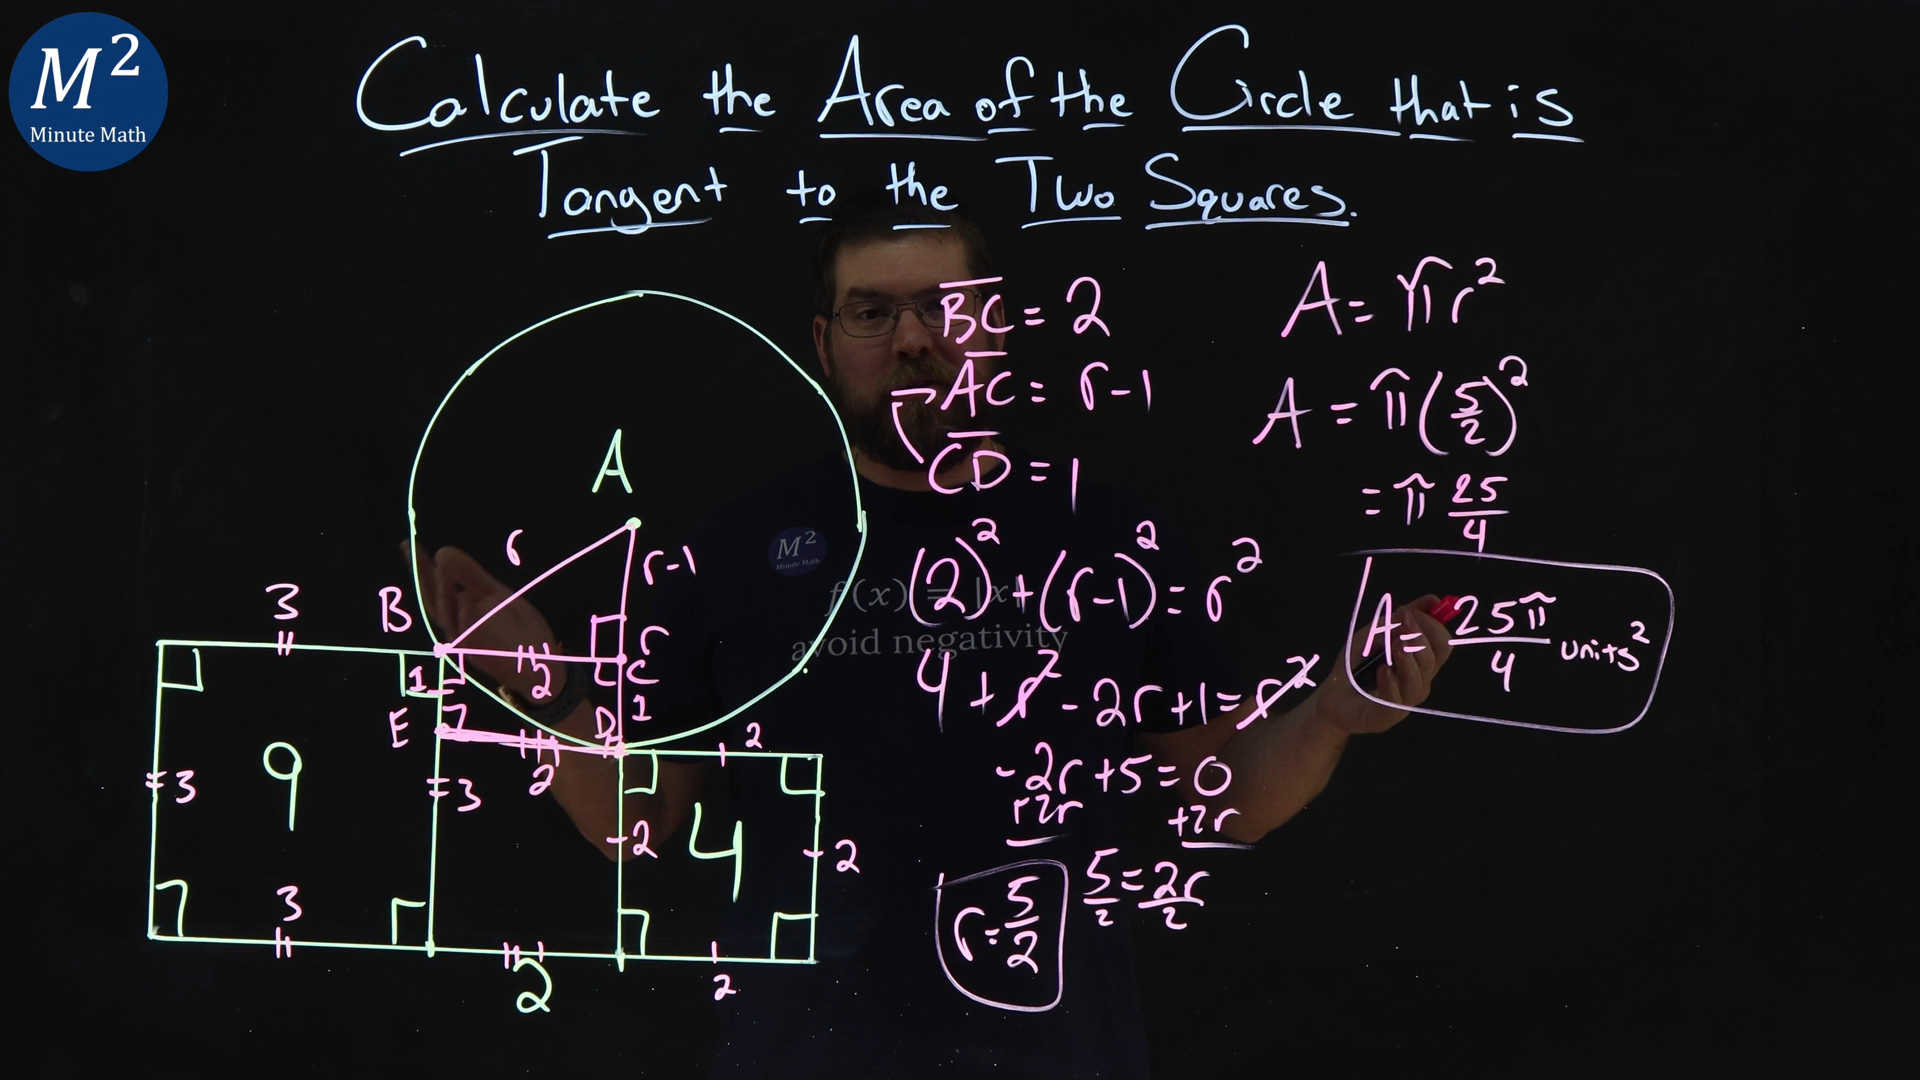 M²
Minute Math
Calculate the Area of the Circle that is
Tangent to the Two Squares.
BC = 2
AC = r-1
CD = 1
(2)² + (r-1)² = r²
4 + r² - 2r + 1 = r²
-2r + 5 = 0
+2r +2r
5/2 = 2r/2
r = 5/2
A = πr²
A = π(5/2)²
= π 25/4
A = 25π/4 units²
A
r
r-1
B
3
r
C
2
1
1
E
D
2
2
3
9
3
2
4
2
3
2
2
M²
Minute Math
f(x) = |x|
avoid negativity